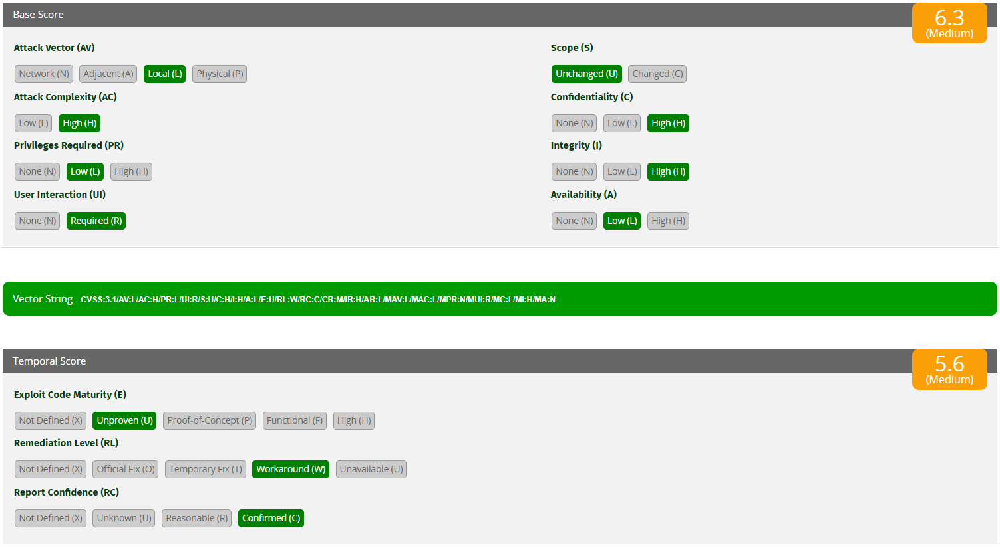 Base Score
6.3
(Medium)
Attack Vector (AV)
Network (N) Adjacent (A) Local (L) Physical (P)
Attack Complexity (AC)
Low (L) High (H)
Privileges Required (PR)
None (N) Low (L) High (H)
User Interaction (UI)
None (N) Required (R)
Scope (S)
Unchanged (U) Changed (C)
Confidentiality (C)
None (N) Low (L) High (H)
Integrity (I)
None (N) Low (L) High (H)
Availability (A)
None (N) Low (L) High (H)
Vector String - CVSS:3.1/AV:L/AC:H/PR:L/UI:R/S:U/C:H/I:H/A:L/E:U/RL:W/RC:C/CR:M/IR:H/AR:L/MAV:L/MAC:L/MPR:N/MUI:R/MC:L/MI:H/MA:N
Temporal Score
5.6
(Medium)
Exploit Code Maturity (E)
Not Defined (X) Unproven (U) Proof-of-Concept (P) Functional (F) High (H)
Remediation Level (RL)
Not Defined (X) Official Fix (O) Temporary Fix (T) Workaround (W) Unavailable (U)
Report Confidence (RC)
Not Defined (X) Unknown (U) Reasonable (R) Confirmed (C)